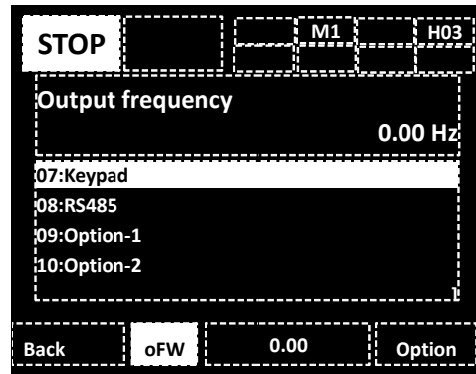 STOP M1 H03
Output frequency
0.00 Hz
07:Keypad
08:RS485
09:Option-1
10:Option-2
Back oFW 0.00 Option